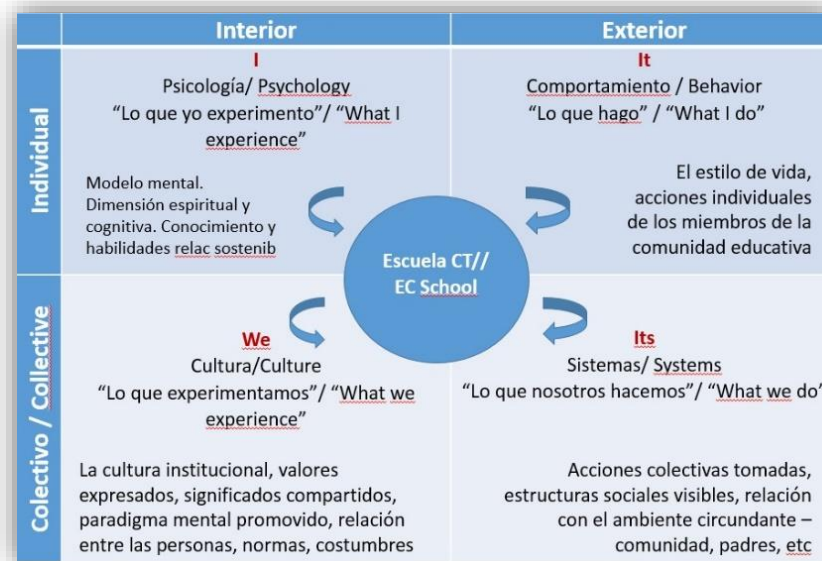 Interior
Exterior
Individual
I
Psicología/ Psychology
“Lo que yo experimento”/ “What I
experience”
Modelo mental.
Dimensión espiritual y
cognitiva. Conocimiento y
habilidades relac sostenib
It
Comportamiento / Behavior
“Lo que hago” / “What I do”
El estilo de vida,
acciones individuales
de los miembros de la
comunidad educativa
Escuela CT//
EC School
Colectivo / Collective
We
Cultura/Culture
“Lo que experimentamos”/ “What we
experience”
La cultura institucional, valores
expresados, significados compartidos,
paradigma mental promovido, relación
entre las personas, normas, costumbres
Its
Sistemas/ Systems
“Lo que nosotros hacemos”/ “What we do”
Acciones colectivas tomadas,
estructuras sociales visibles, relación
con el ambiente circundante –
comunidad, padres, etc